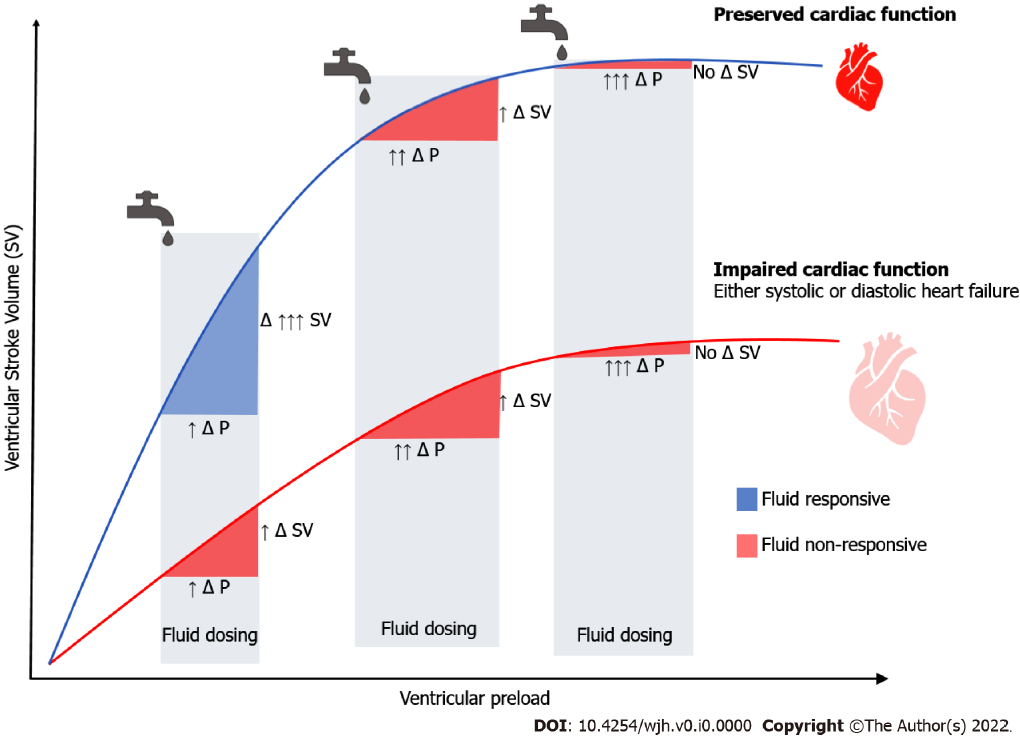 Preserved cardiac function
↑↑↑ Δ P
No Δ SV
↑ Δ SV
↑↑ Δ P
Ventricular Stroke Volume (SV)
Impaired cardiac function
Either systolic or diastolic heart failure
Δ ↑↑↑ SV
No Δ SV
↑↑↑ Δ P
↑ Δ SV
↑ Δ P
↑↑ Δ P
Fluid responsive
↑ Δ SV
Fluid non-responsive
↑ Δ P
Fluid dosing
Fluid dosing
Fluid dosing
Ventricular preload
DOI: 10.4254/wjh.v0.i0.0000 Copyright ©The Author(s) 2022.